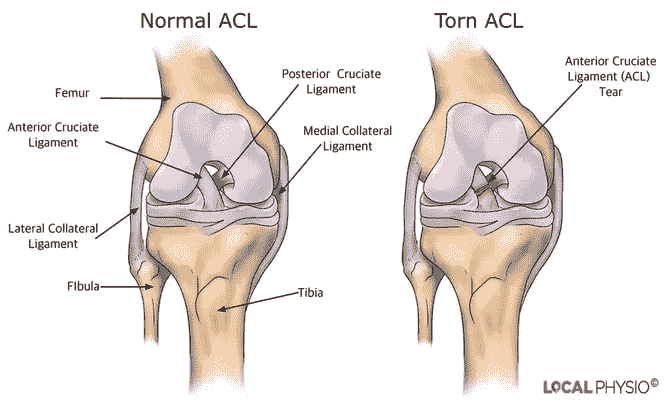 Normal ACL
Torn ACL
Femur
Posterior Cruciate
Ligament
Anterior Cruciate
Ligament
Medial Collateral
Ligament
Lateral Collateral
Ligament
FIbula
Tibia
Anterior Cruciate
Ligament (ACL)
Tear
LOCAL PHYSIO©